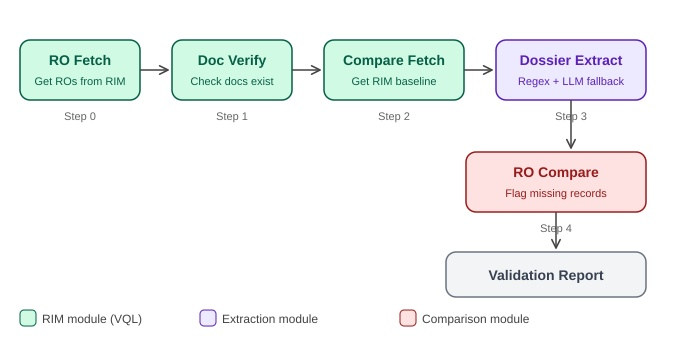 RO Fetch
Get ROs from RIM
Step 0
Doc Verify
Check docs exist
Step 1
Compare Fetch
Get RIM baseline
Step 2
Dossier Extract
Regex + LLM fallback
Step 3
RO Compare
Flag missing records
Step 4
Validation Report
RIM module (VQL)
Extraction module
Comparison module